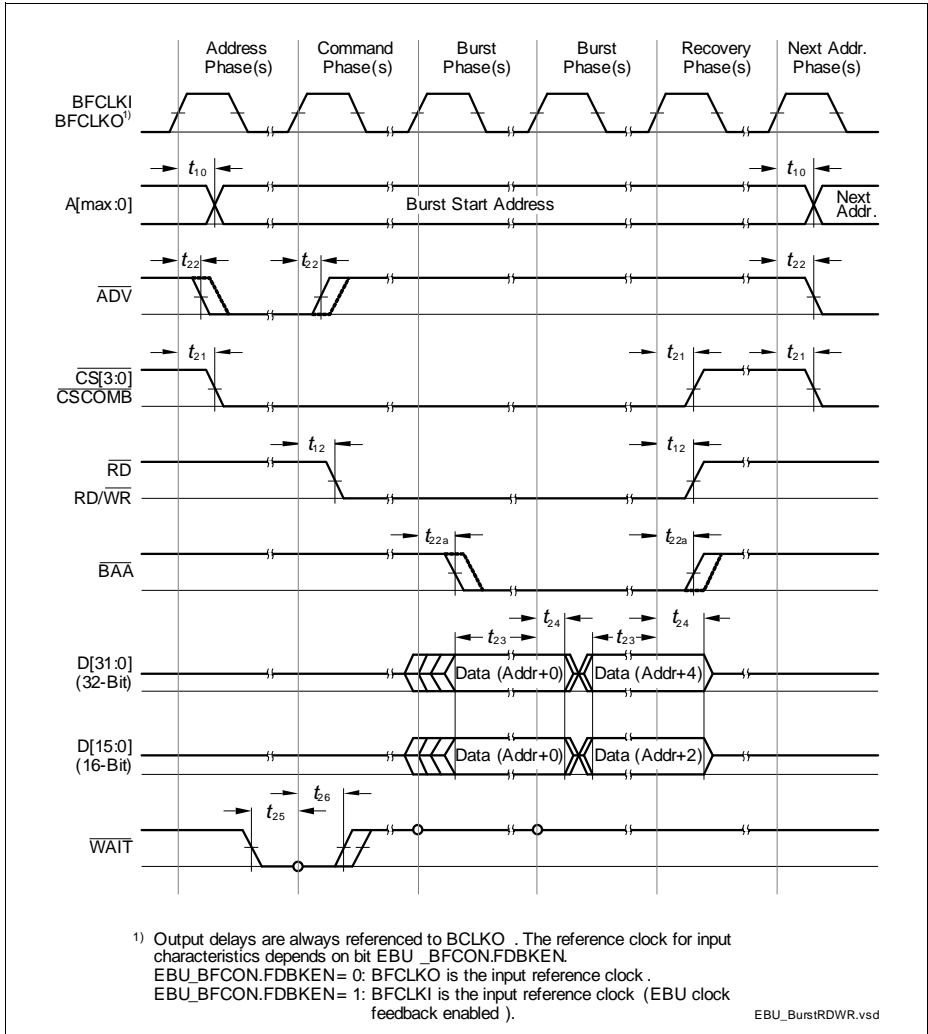 Address Phase(s)
Command Phase(s)
Burst Phase(s)
Burst Phase(s)
Recovery Phase(s)
Next Addr. Phase(s)
BFCLKI
BFCLKO1)
t10
t10
A[max:0]
Burst Start Address
Next Addr.
t22
t22
t22
ADV
t21
t21
t21
CS[3:0]
CSCOMB
t12
t12
RD
RD/WR
t22a
t22a
BAA
t24
t24
t23
t23
D[31:0]
(32-Bit)
Data (Addr+0)
Data (Addr+4)
D[15:0]
(16-Bit)
Data (Addr+0)
Data (Addr+2)
t26
t25
WAIT
1) Output delays are always referenced to BCLKO . The reference clock for input
characteristics depends on bit EBU _BFCON.FDBKEN.
EBU_BFCON.FDBKEN= 0: BFCLKO is the input reference clock .
EBU_BFCON.FDBKEN= 1: BFCLKI is the input reference clock (EBU clock
feedback enabled ).
EBU_BurstRDWR.vsd